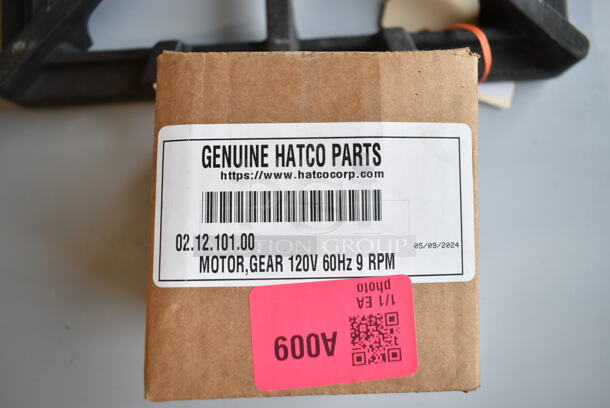 GENUINE HATCO PARTS
https://www.hatcocorp.com
02.12.101.00
05/09/2024
MOTOR,GEAR 120V 60Hz 9 RPM
A009
1/1 EA
photo